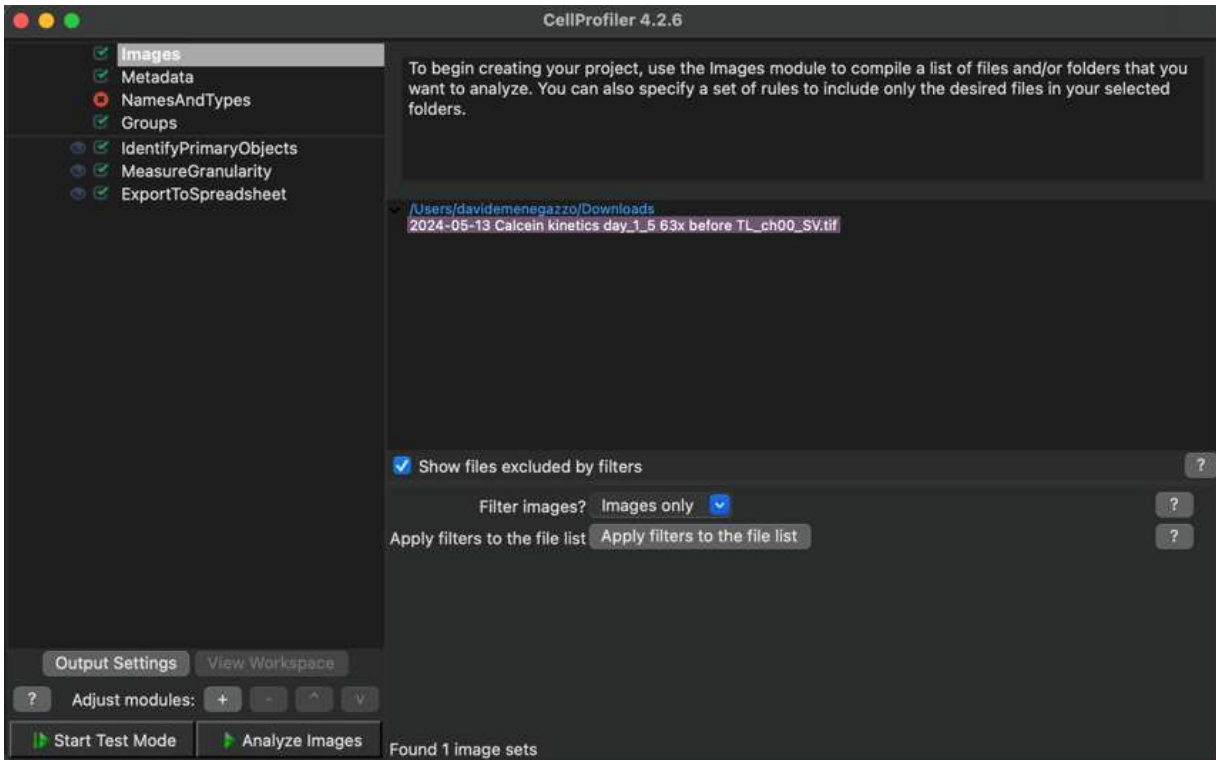 CellProfiler 4.2.6
Images
Metadata
NamesAndTypes
Groups
IdentifyPrimaryObjects
MeasureGranularity
ExportToSpreadsheet
To begin creating your project, use the Images module to compile a list of files and/or folders that you
want to analyze. You can also specify a set of rules to include only the desired files in your selected
folders.
/Users/davidemenegazzo/Downloads
2024-05-13 Calcein kinetics day_1_5 63x before TL_ch00_SV.tif
Show files excluded by filters
?
Filter images? Images only
?
Apply filters to the file list Apply filters to the file list
?
Output Settings View Workspace
? Adjust modules: + - ^ v
Start Test Mode Analyze Images
Found 1 image sets